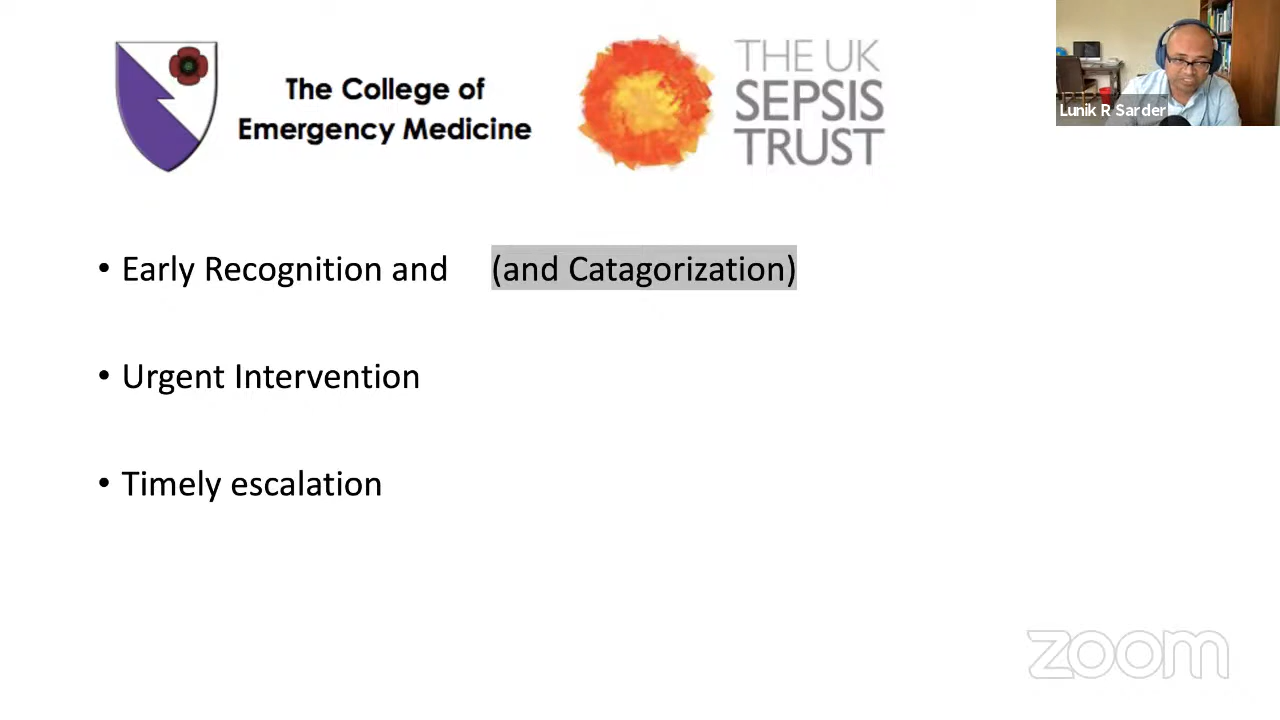 The College of
Emergency Medicine
THE UK
SEPSIS
TRUST
Lunik R Sarder
• Early Recognition and (and Catagorization)
• Urgent Intervention
• Timely escalation
zoom